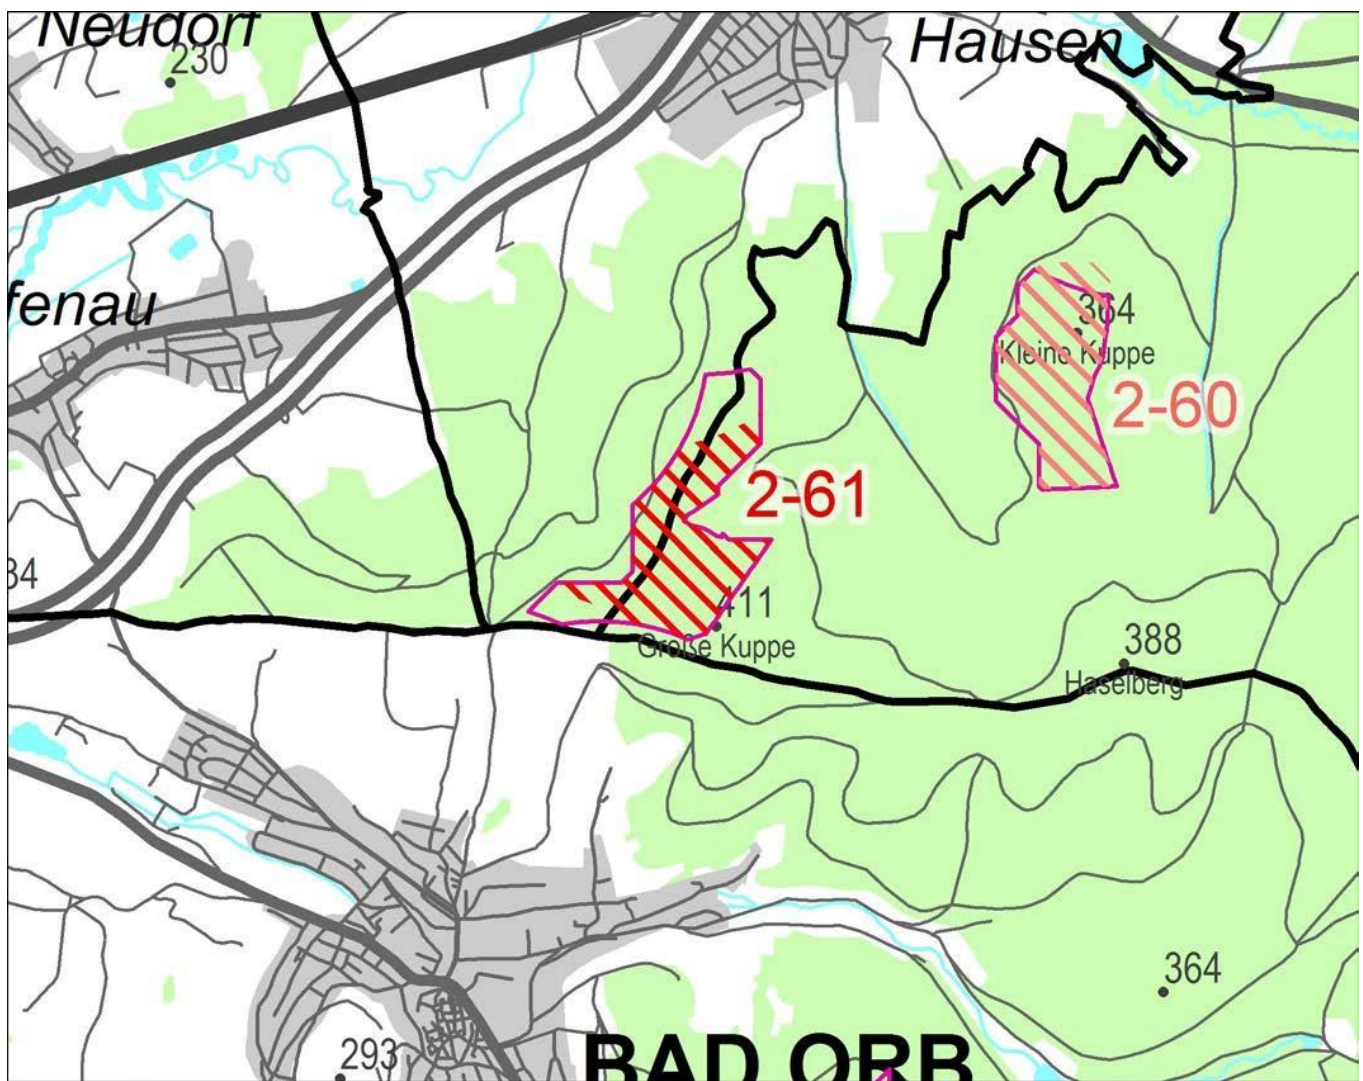 Neudorf
230
Hausen
fenau
364
Kleine Kuppe
2-60
2-61
34
411
Große Kuppe
388
Haselberg
364
293
BAD ORB